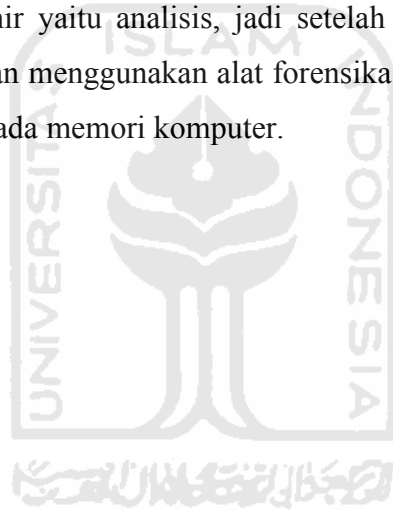 hir yaitu analisis, jadi setelah
an menggunakan alat forensika
ada memori komputer.
ISLAM
UNIVERSITAS
INDONESIA